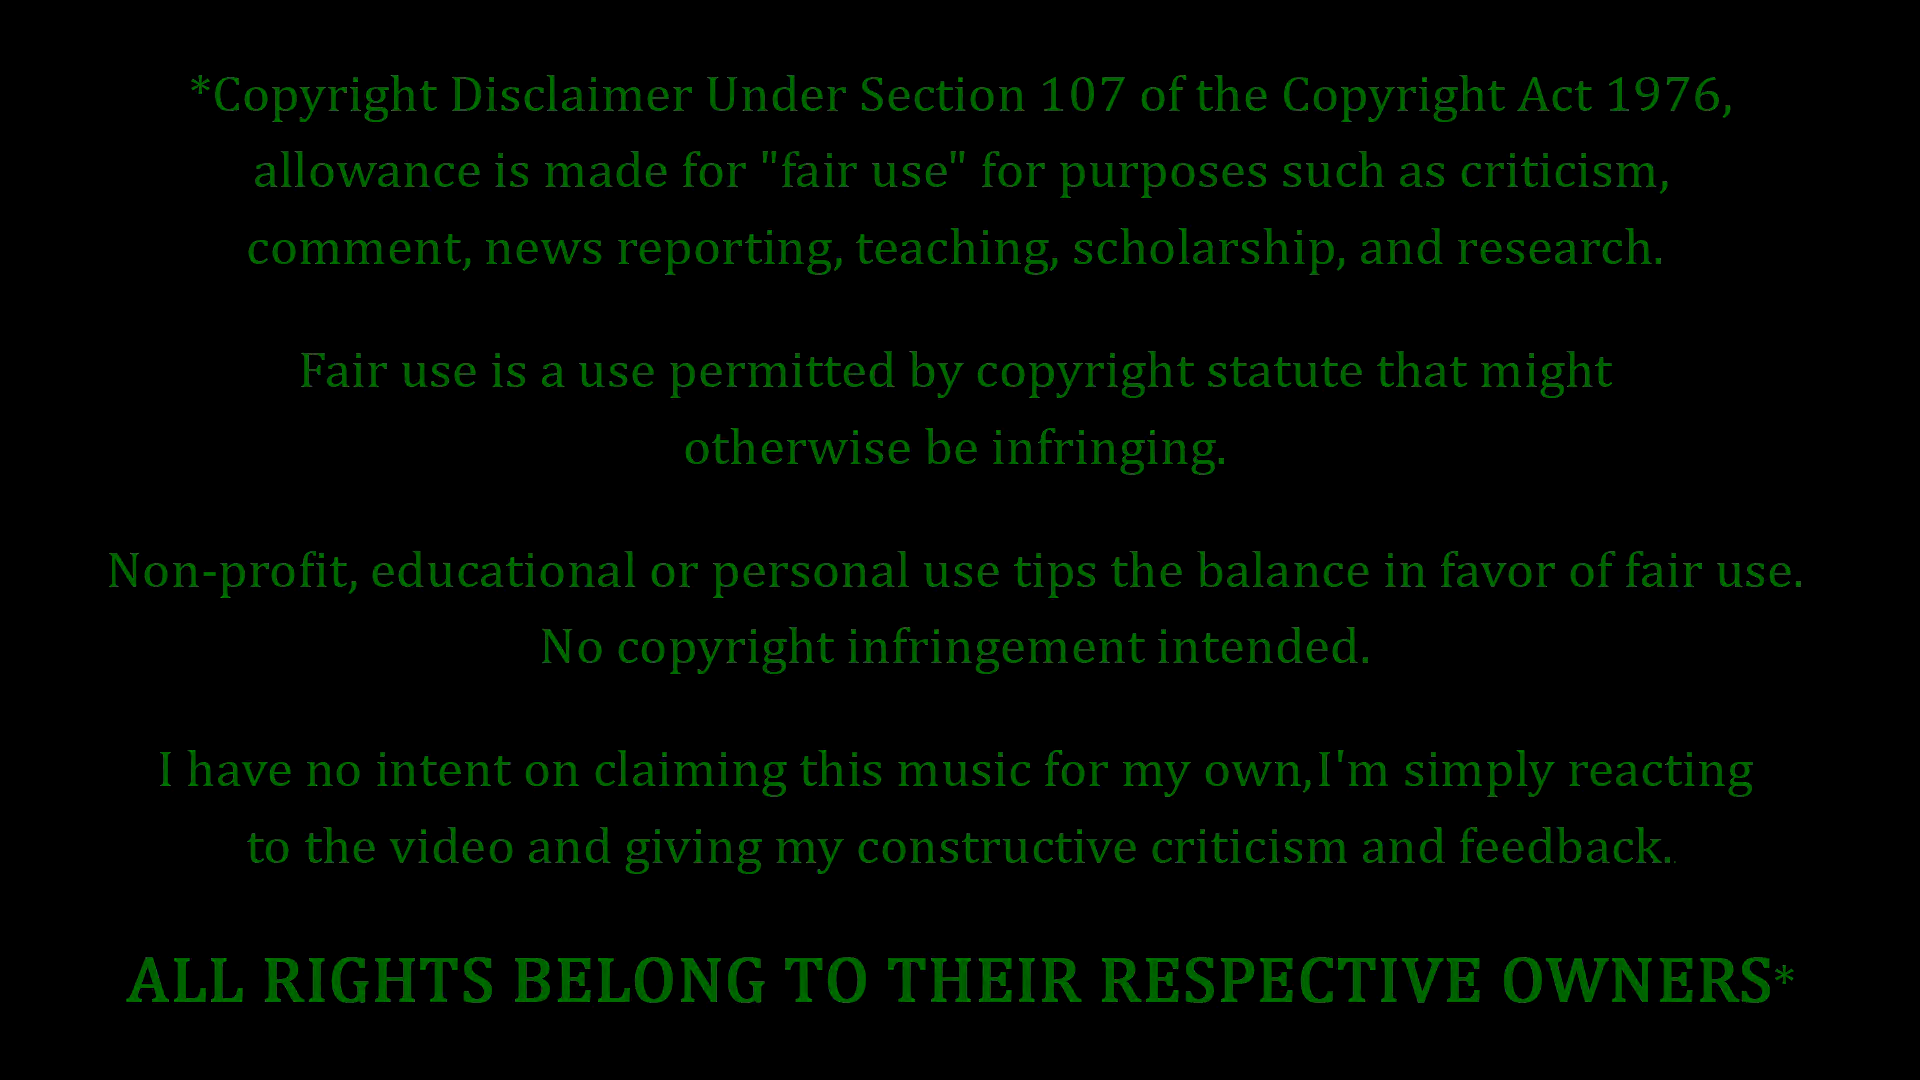 *Copyright Disclaimer Under Section 107 of the Copyright Act 1976,
allowance is made for "fair use" for purposes such as criticism,
comment, news reporting, teaching, scholarship, and research.
Fair use is a use permitted by copyright statute that might
otherwise be infringing.
Non-profit, educational or personal use tips the balance in favor of fair use.
No copyright infringement intended.
I have no intent on claiming this music for my own, I'm simply reacting
to the video and giving my constructive criticism and feedback..
ALL RIGHTS BELONG TO THEIR RESPECTIVE OWNERS*